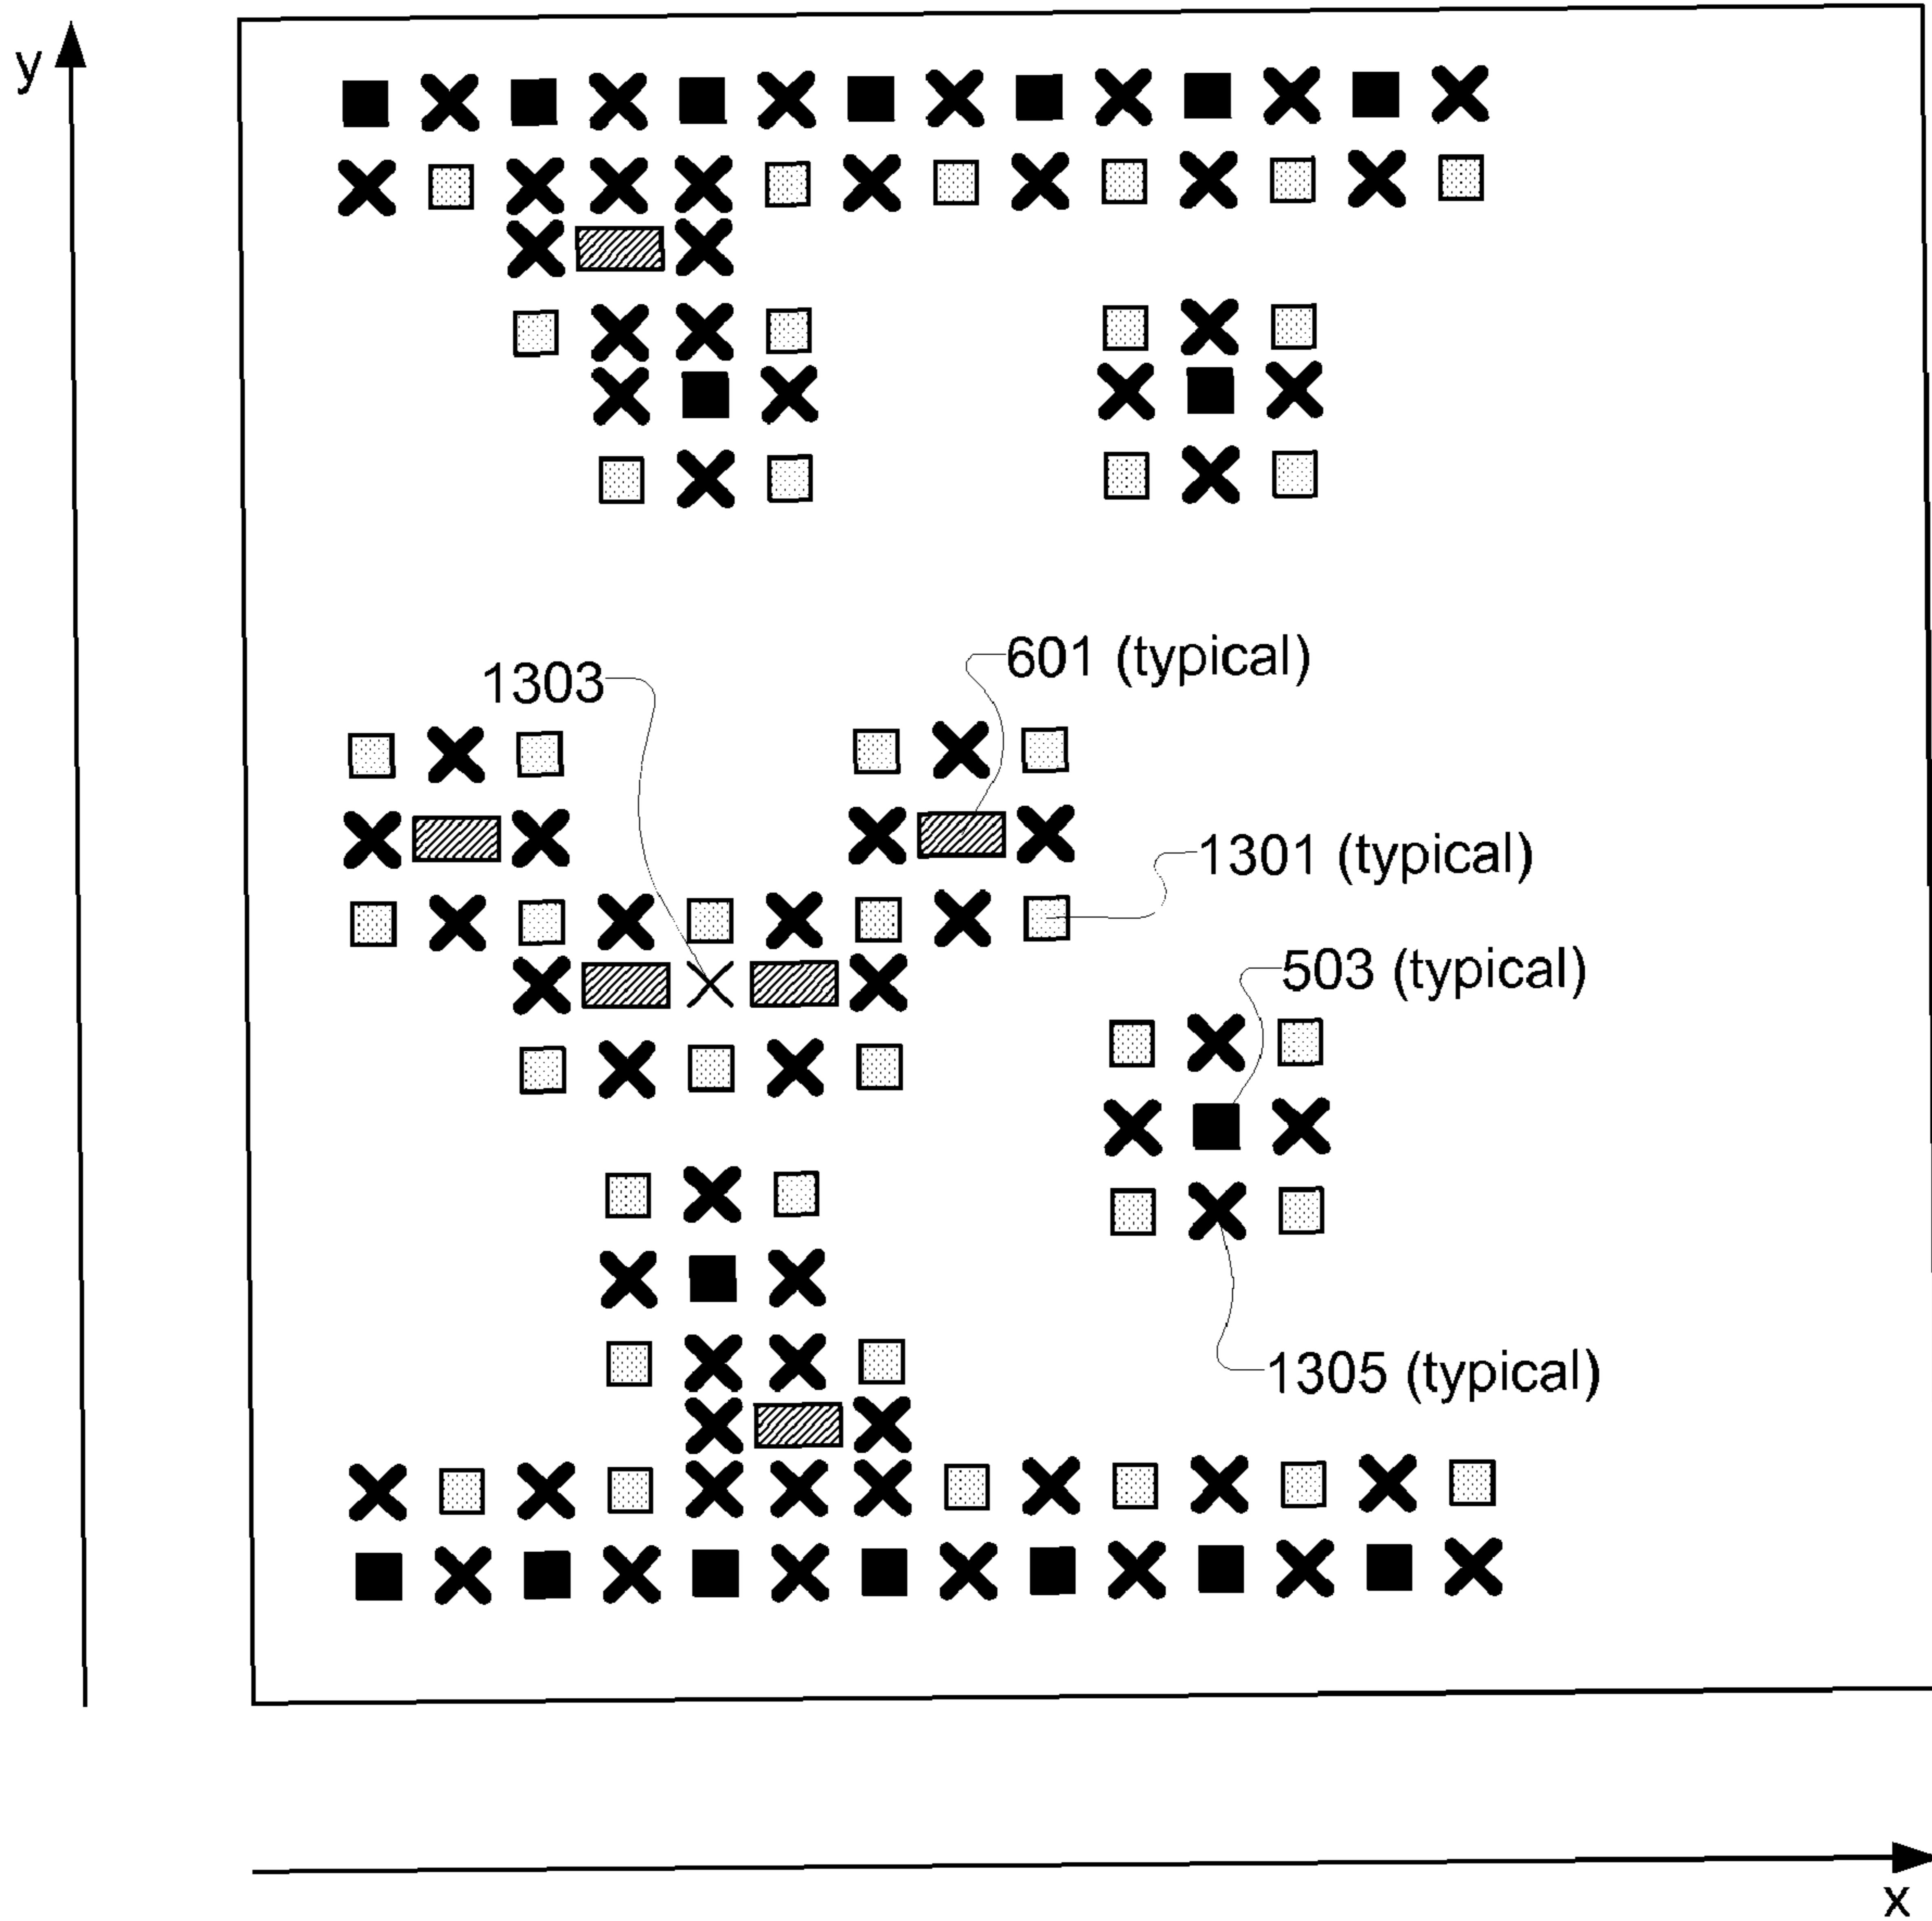 y
601 (typical)
1303
1301 (typical)
503 (typical)
1305 (typical)
x